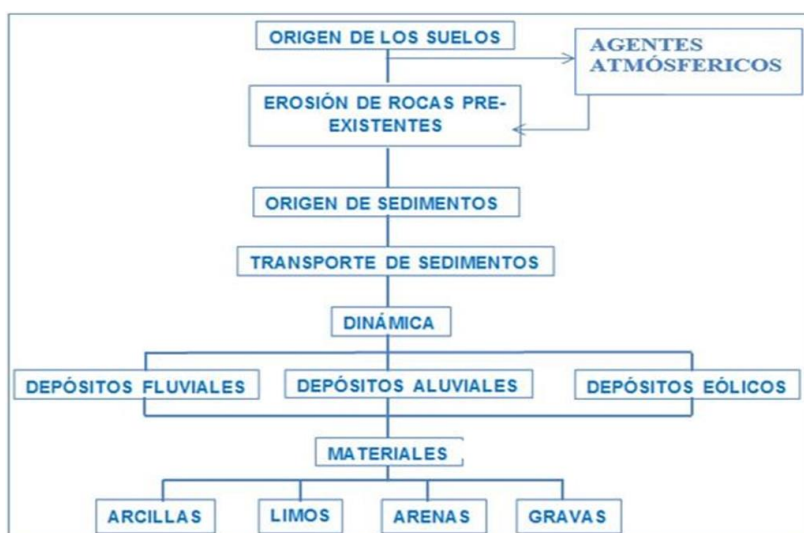 ORIGEN DE LOS SUELOS
AGENTES
ATMÓSFERICOS
EROSIÓN DE ROCAS PRE-
EXISTENTES
ORIGEN DE SEDIMENTOS
TRANSPORTE DE SEDIMENTOS
DINÁMICA
DEPÓSITOS FLUVIALES
DEPÓSITOS ALUVIALES
DEPÓSITOS EÓLICOS
MATERIALES
ARCILLAS
LIMOS
ARENAS
GRAVAS